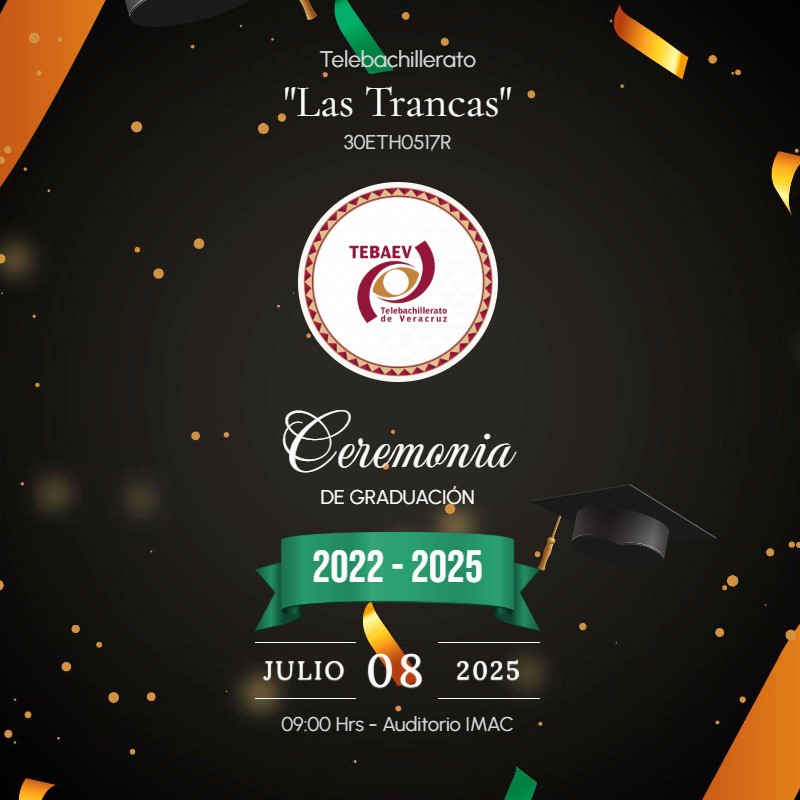 Telebachillerato
"Las Trancas"
30ETH0517R
TEBAEV
Telebachillerato
de Veracruz
Ceremonia
DE GRADUACIÓN
2022 - 2025
JULIO 08 2025
09:00 Hrs - Auditorio IMAC